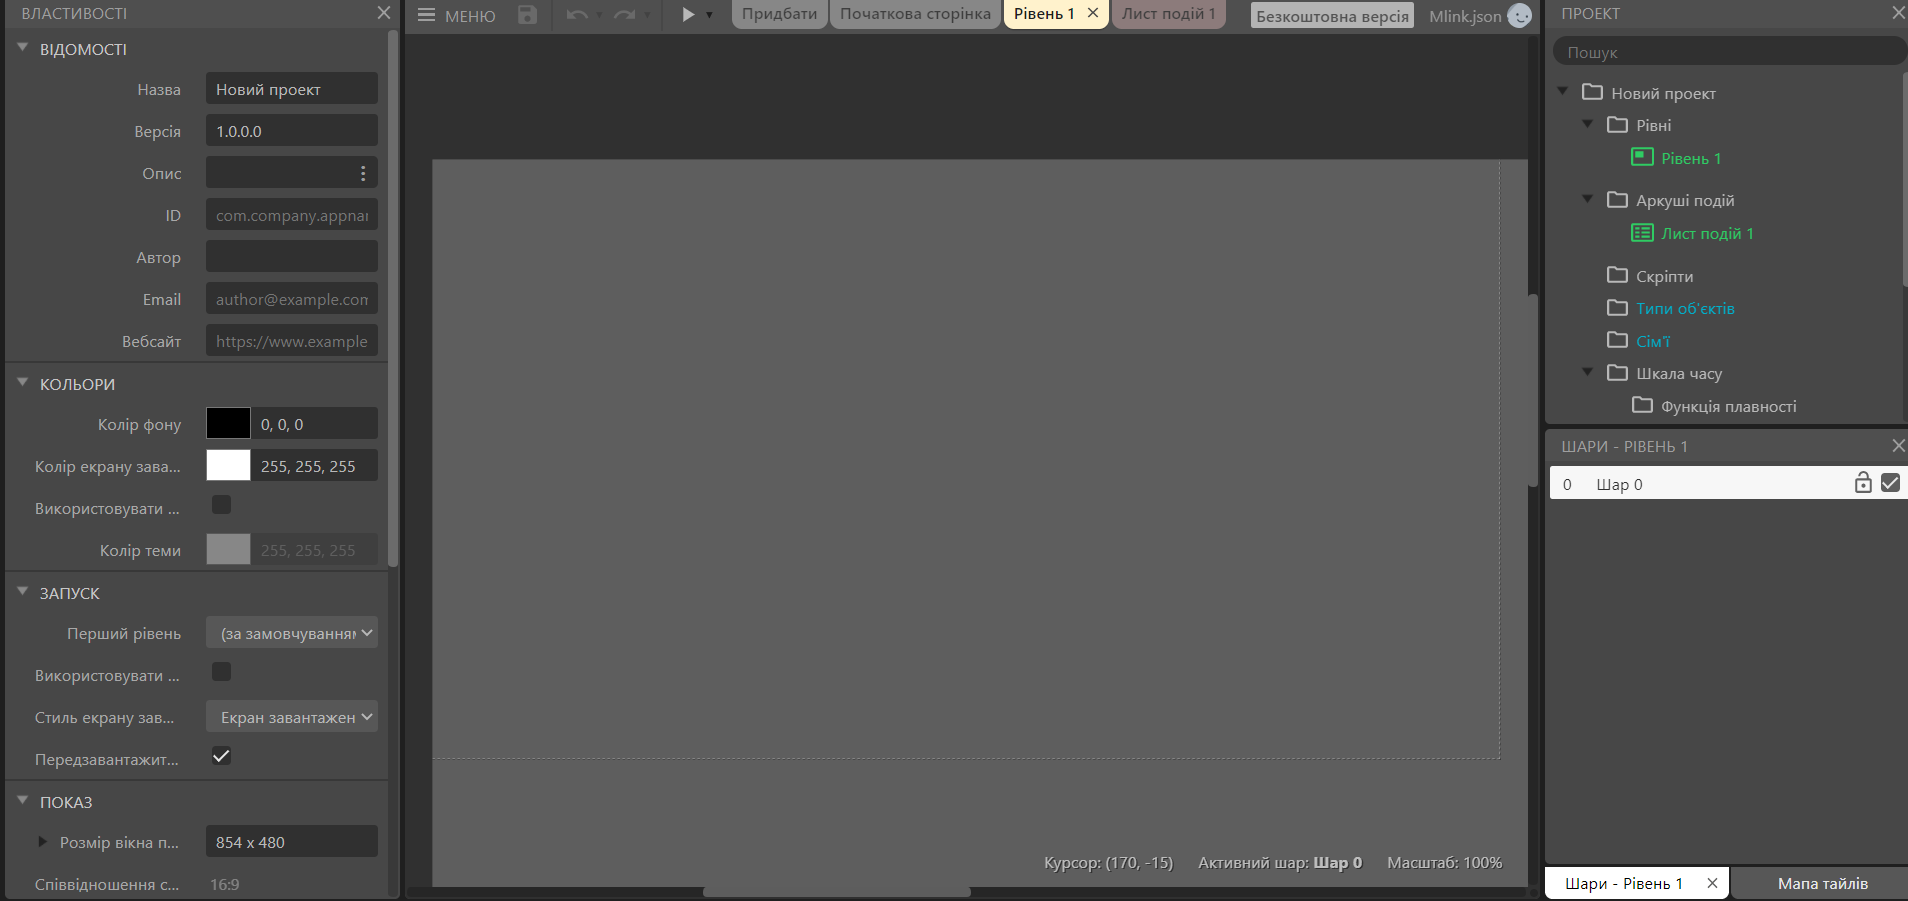 ВЛАСТИВОСТІ
ВІДОМОСТІ
Назва Новий проект
Версія 1.0.0.0
Опис
ID com.company.appnar
Автор
Email author@example.com
Вебсайт https://www.example
КОЛЬОРИ
Колір фону 0, 0, 0
Колір екрану зава... 255, 255, 255
Використовувати ...
Колір теми 255, 255, 255
ЗАПУСК
Перший рівень (за замовчуванням
Використовувати ...
Стиль екрану зав... Екран завантажен
Передзавантажит...
ПОКАЗ
Розмір вікна п... 854 x 480
Співвідношення с... 16:9
МЕНЮ
Придбати
Початкова сторінка
Рівень 1
Лист подій 1
Безкоштовна версія
Mlink.json
Курсор: (170, -15) Активний шар: Шар 0 Масштаб: 100%
ПРОЕКТ
Пошук
Новий проект
Рівні
Рівень 1
Аркуші подій
Лист подій 1
Скріпти
Типи об'єктів
Сім'ї
Шкала часу
Функція плавності
ШАРИ - РІВЕНЬ 1
0 Шар 0
Шари - Рівень 1
Мапа тайлів